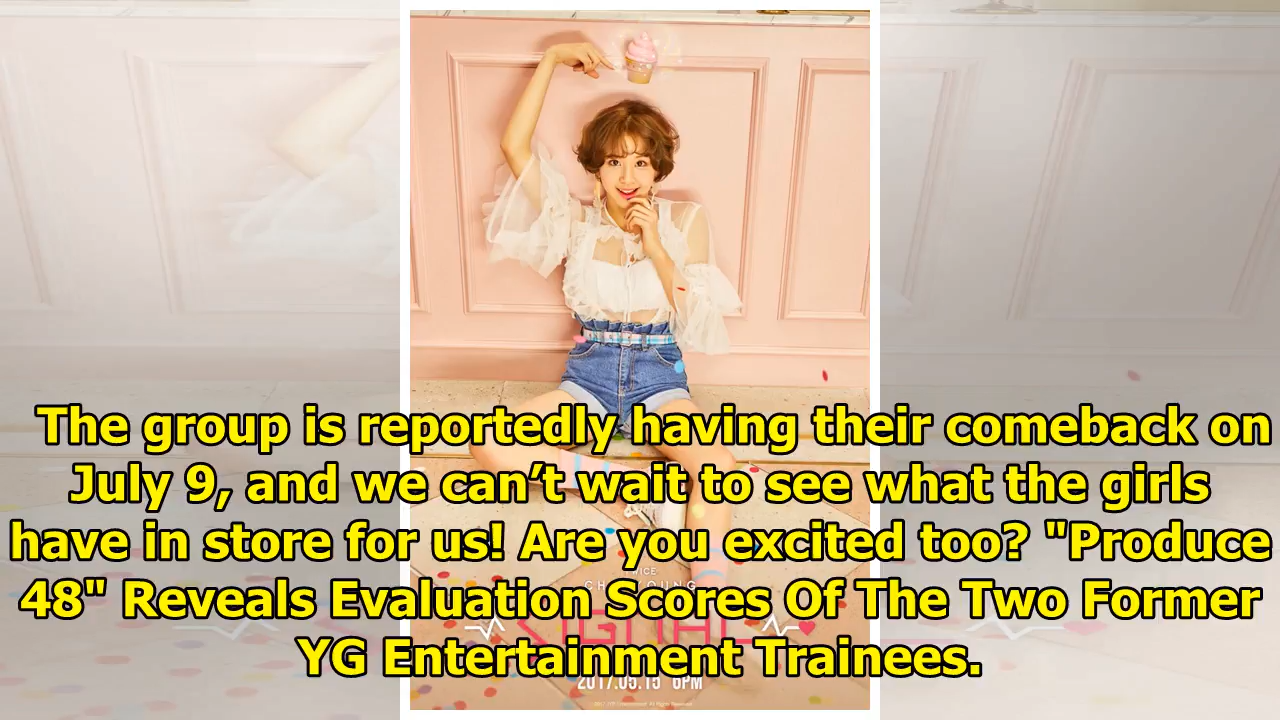 The group is reportedly having their comeback on
July 9, and we can’t wait to see what the girls
have in store for us! Are you excited too? "Produce
48" Reveals Evaluation Scores Of The Two Former
YG Entertainment Trainees.
TWICE
SIGNAL
2017.05.15 6PM